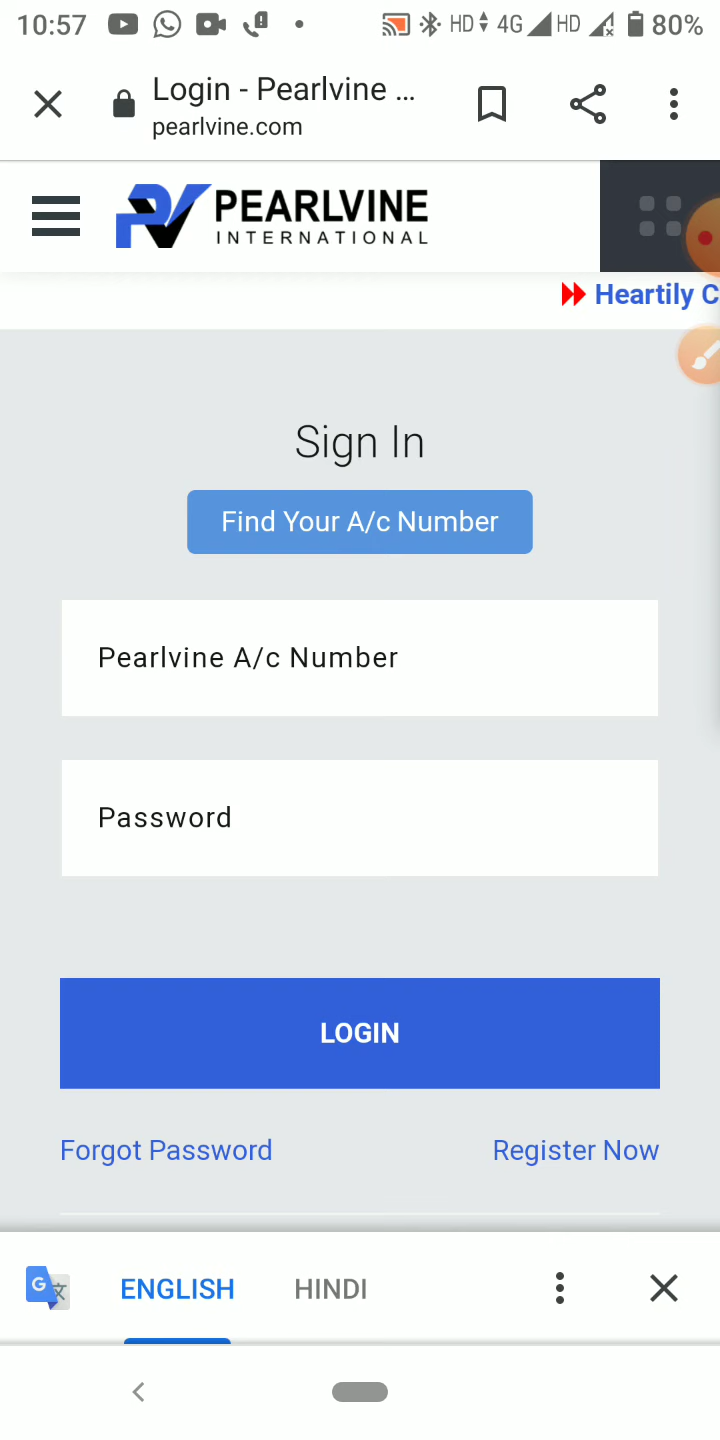 10:57 HD 4G HD 80%
Login - Pearlvine ...
pearlvine.com
PEARLVINE
INTERNATIONAL
Heartily C
Sign In
Find Your A/c Number
Pearlvine A/c Number
Password
LOGIN
Forgot Password Register Now
ENGLISH HINDI